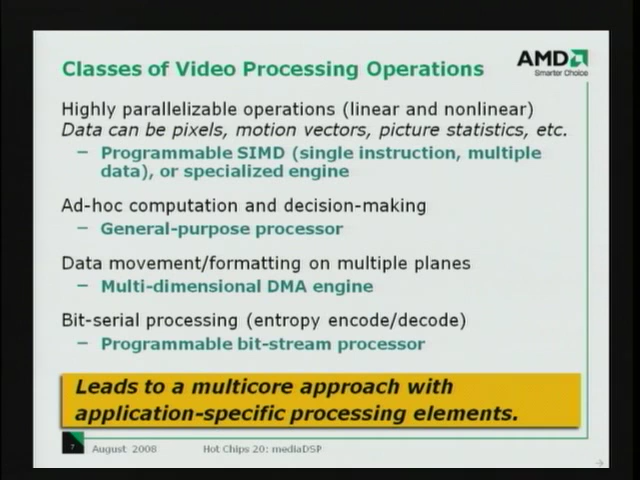 AMD
Smarter Choice
Classes of Video Processing Operations
Highly parallelizable operations (linear and nonlinear)
Data can be pixels, motion vectors, picture statistics, etc.
– Programmable SIMD (single instruction, multiple
data), or specialized engine
Ad-hoc computation and decision-making
– General-purpose processor
Data movement/formatting on multiple planes
– Multi-dimensional DMA engine
Bit-serial processing (entropy encode/decode)
– Programmable bit-stream processor
Leads to a multicore approach with
application-specific processing elements.
7 August 2008 Hot Chips 20: mediaDSP